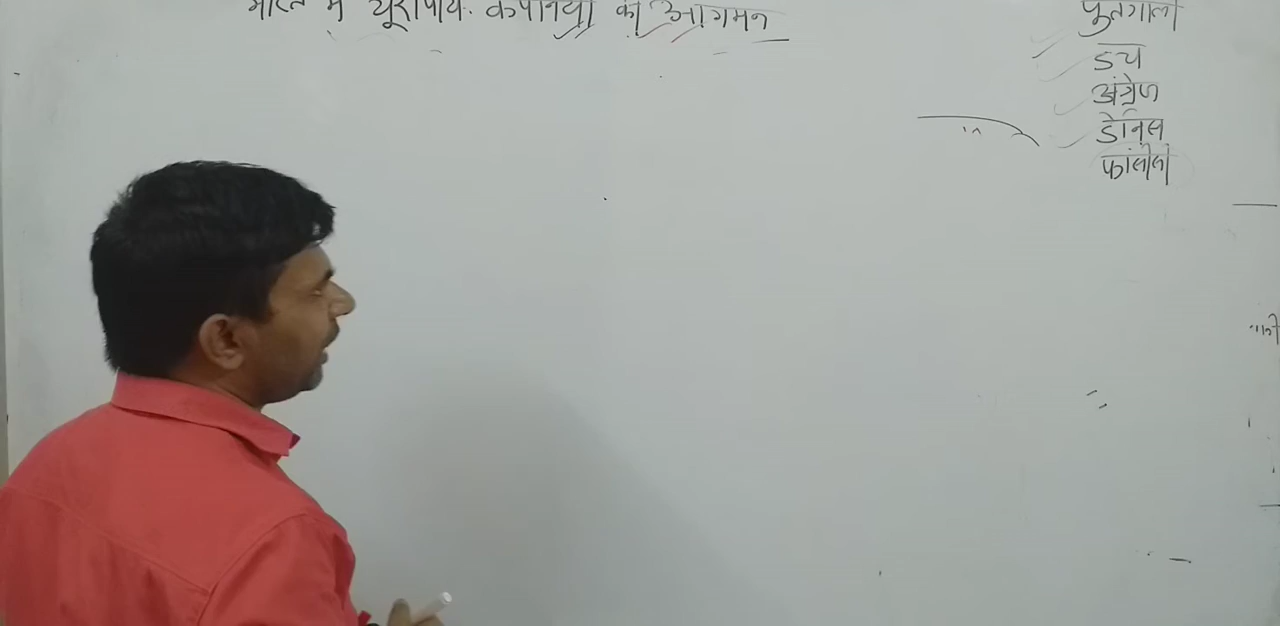 भारत में यूरोपीय कंपनियों का आगमन
पुर्तगाली
डच
अंग्रेज
डेनिस
फ्रांसीसी